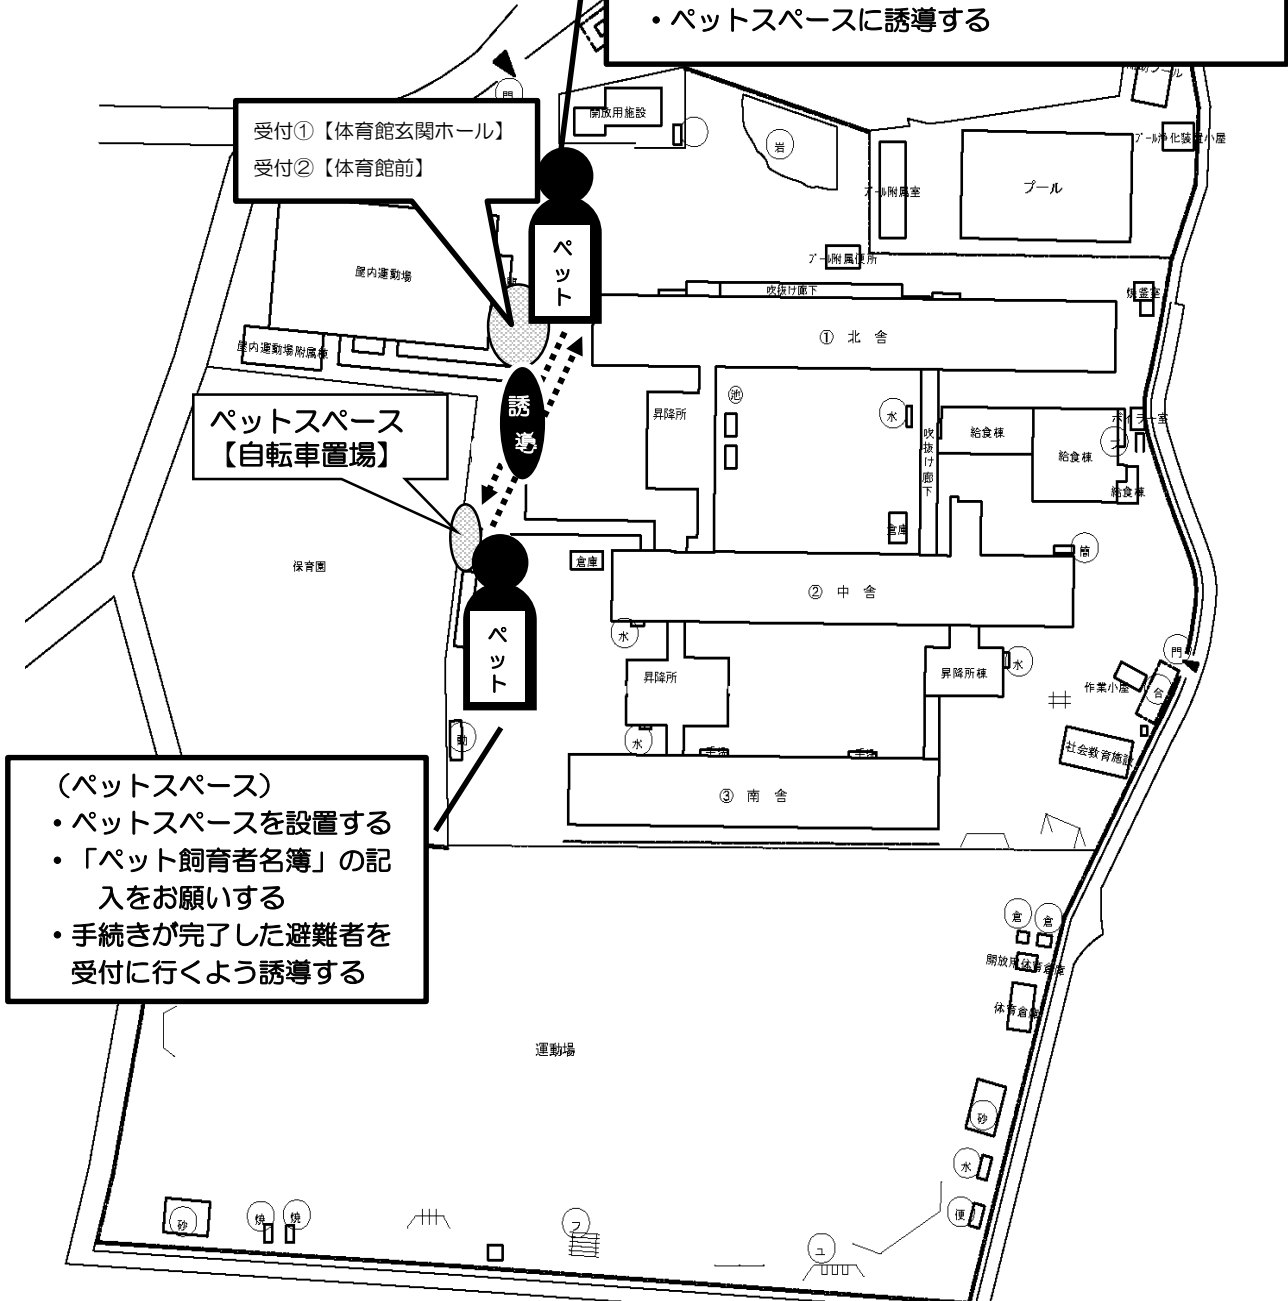 ・ペットスペースに誘導する
門
開放用施設
受付①【体育館玄関ホール】
受付②【体育館前】
岩
プール浄化装置小屋
プール附属室
プール
ペット
プール附属便所
屋内運動場
吹抜け廊下
焼釜室
① 北 舎
屋内運動場附属棟
誘導
ペットスペース
【自転車置場】
昇降所
池
水
吹抜け廊下
給食棟
給食棟
ボイラー室
給食棟
倉庫
保育園
倉庫
② 中 舎
ペット
水
昇降所
昇降所棟
水
門
作業小屋
合
水
動
社会教育施設
③ 南 舎
（ペットスペース）
・ペットスペースを設置する
・「ペット飼育者名簿」の記
入をお願いする
・手続きが完了した避難者を
受付に行くよう誘導する
倉
倉
開放用体育倉庫
体育倉庫
運動場
砂
水
便
砂
焼
焼
フ
ユ